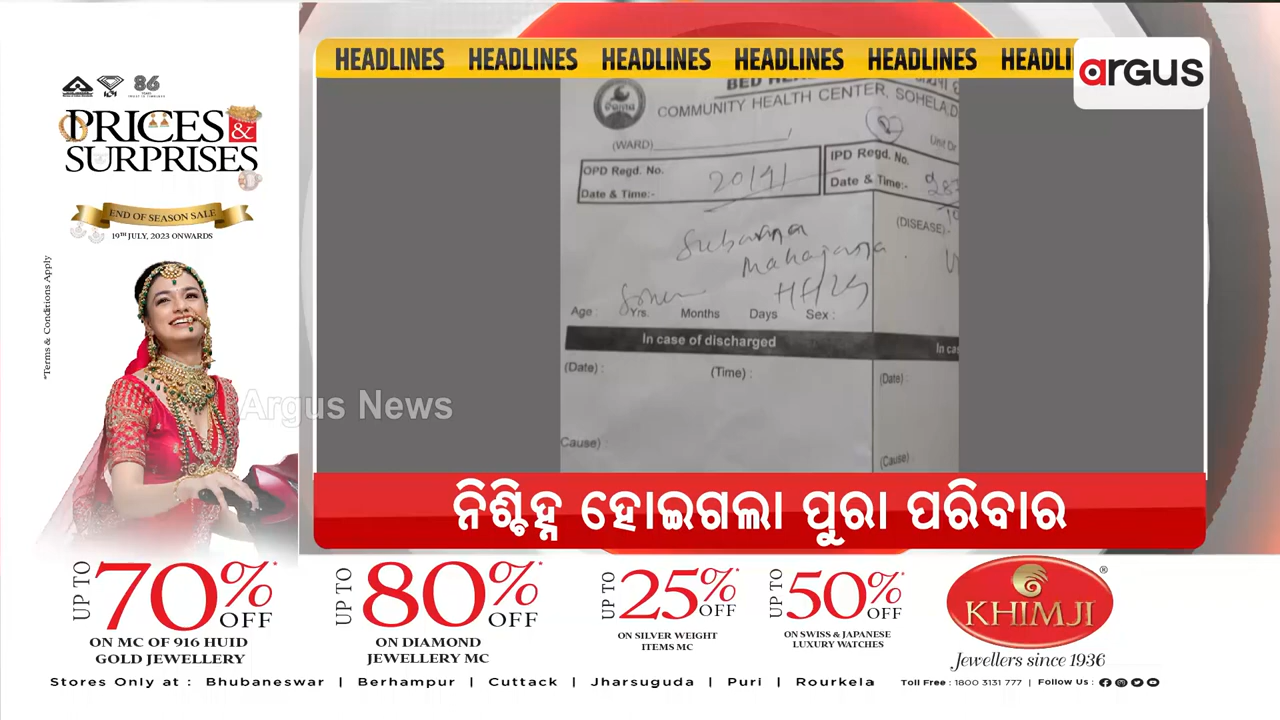 HEADLINES HEADLINES HEADLINES HEADLINES HEADLINES HEADLI
argus
86
PRICES &
SURPRISES
END OF SEASON SALE
19TH JULY, 2023 ONWARDS
*Terms & Conditions Apply
COMMUNITY HEALTH CENTER, SOHELA,D
(WARD)
OPD Regd. No.
Date & Time:-
IPD Regd. No.
Date & Time:-
(DISEASE)
Subarna
Mahajana
Age : Yrs. Months Days Sex :
In case of discharged
In cas
(Date) : (Time) :
(Date) :
Cause) :
(Cause)
Argus News
ନିଶ୍ଚିହ୍ନ ହୋଇଗଲା ପୁରା ପରିବାର
UP TO 70%* OFF
ON MC OF 916 HUID
GOLD JEWELLERY
UP TO 80%* OFF
ON DIAMOND
JEWELLERY MC
UP TO 25%* OFF
ON SILVER WEIGHT
ITEMS MC
UP TO 50%* OFF
ON SWISS & JAPANESE
LUXURY WATCHES
KHIMJI ®
Jewellers since 1936
Stores Only at : Bhubaneswar | Berhampur | Cuttack | Jharsuguda | Puri | Rourkela
Toll Free : 1800 3131 777 | Follow Us :